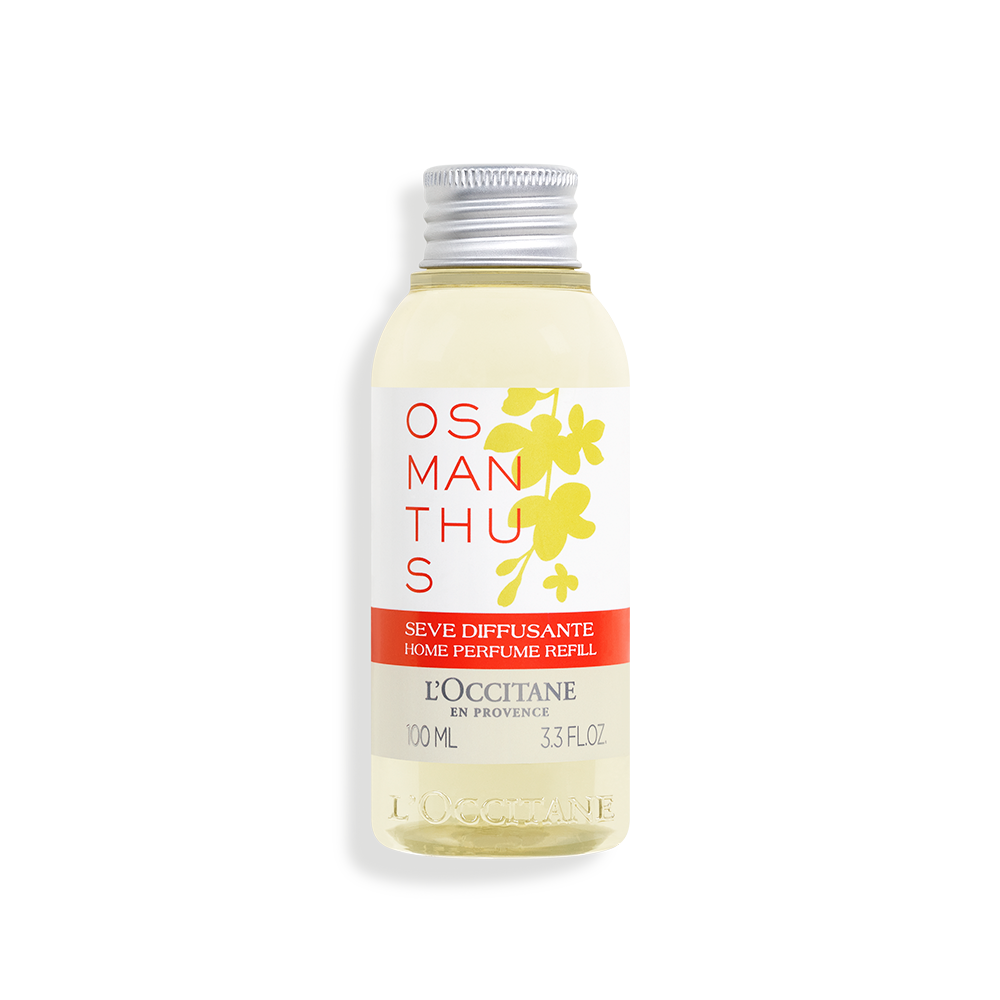 OS
MAN
THU
S
SEVE DIFFUSANTE
HOME PERFUME REFILL
L'OCCITANE
EN PROVENCE
100 ML 3.3 FL.OZ.
L'OCCITANE